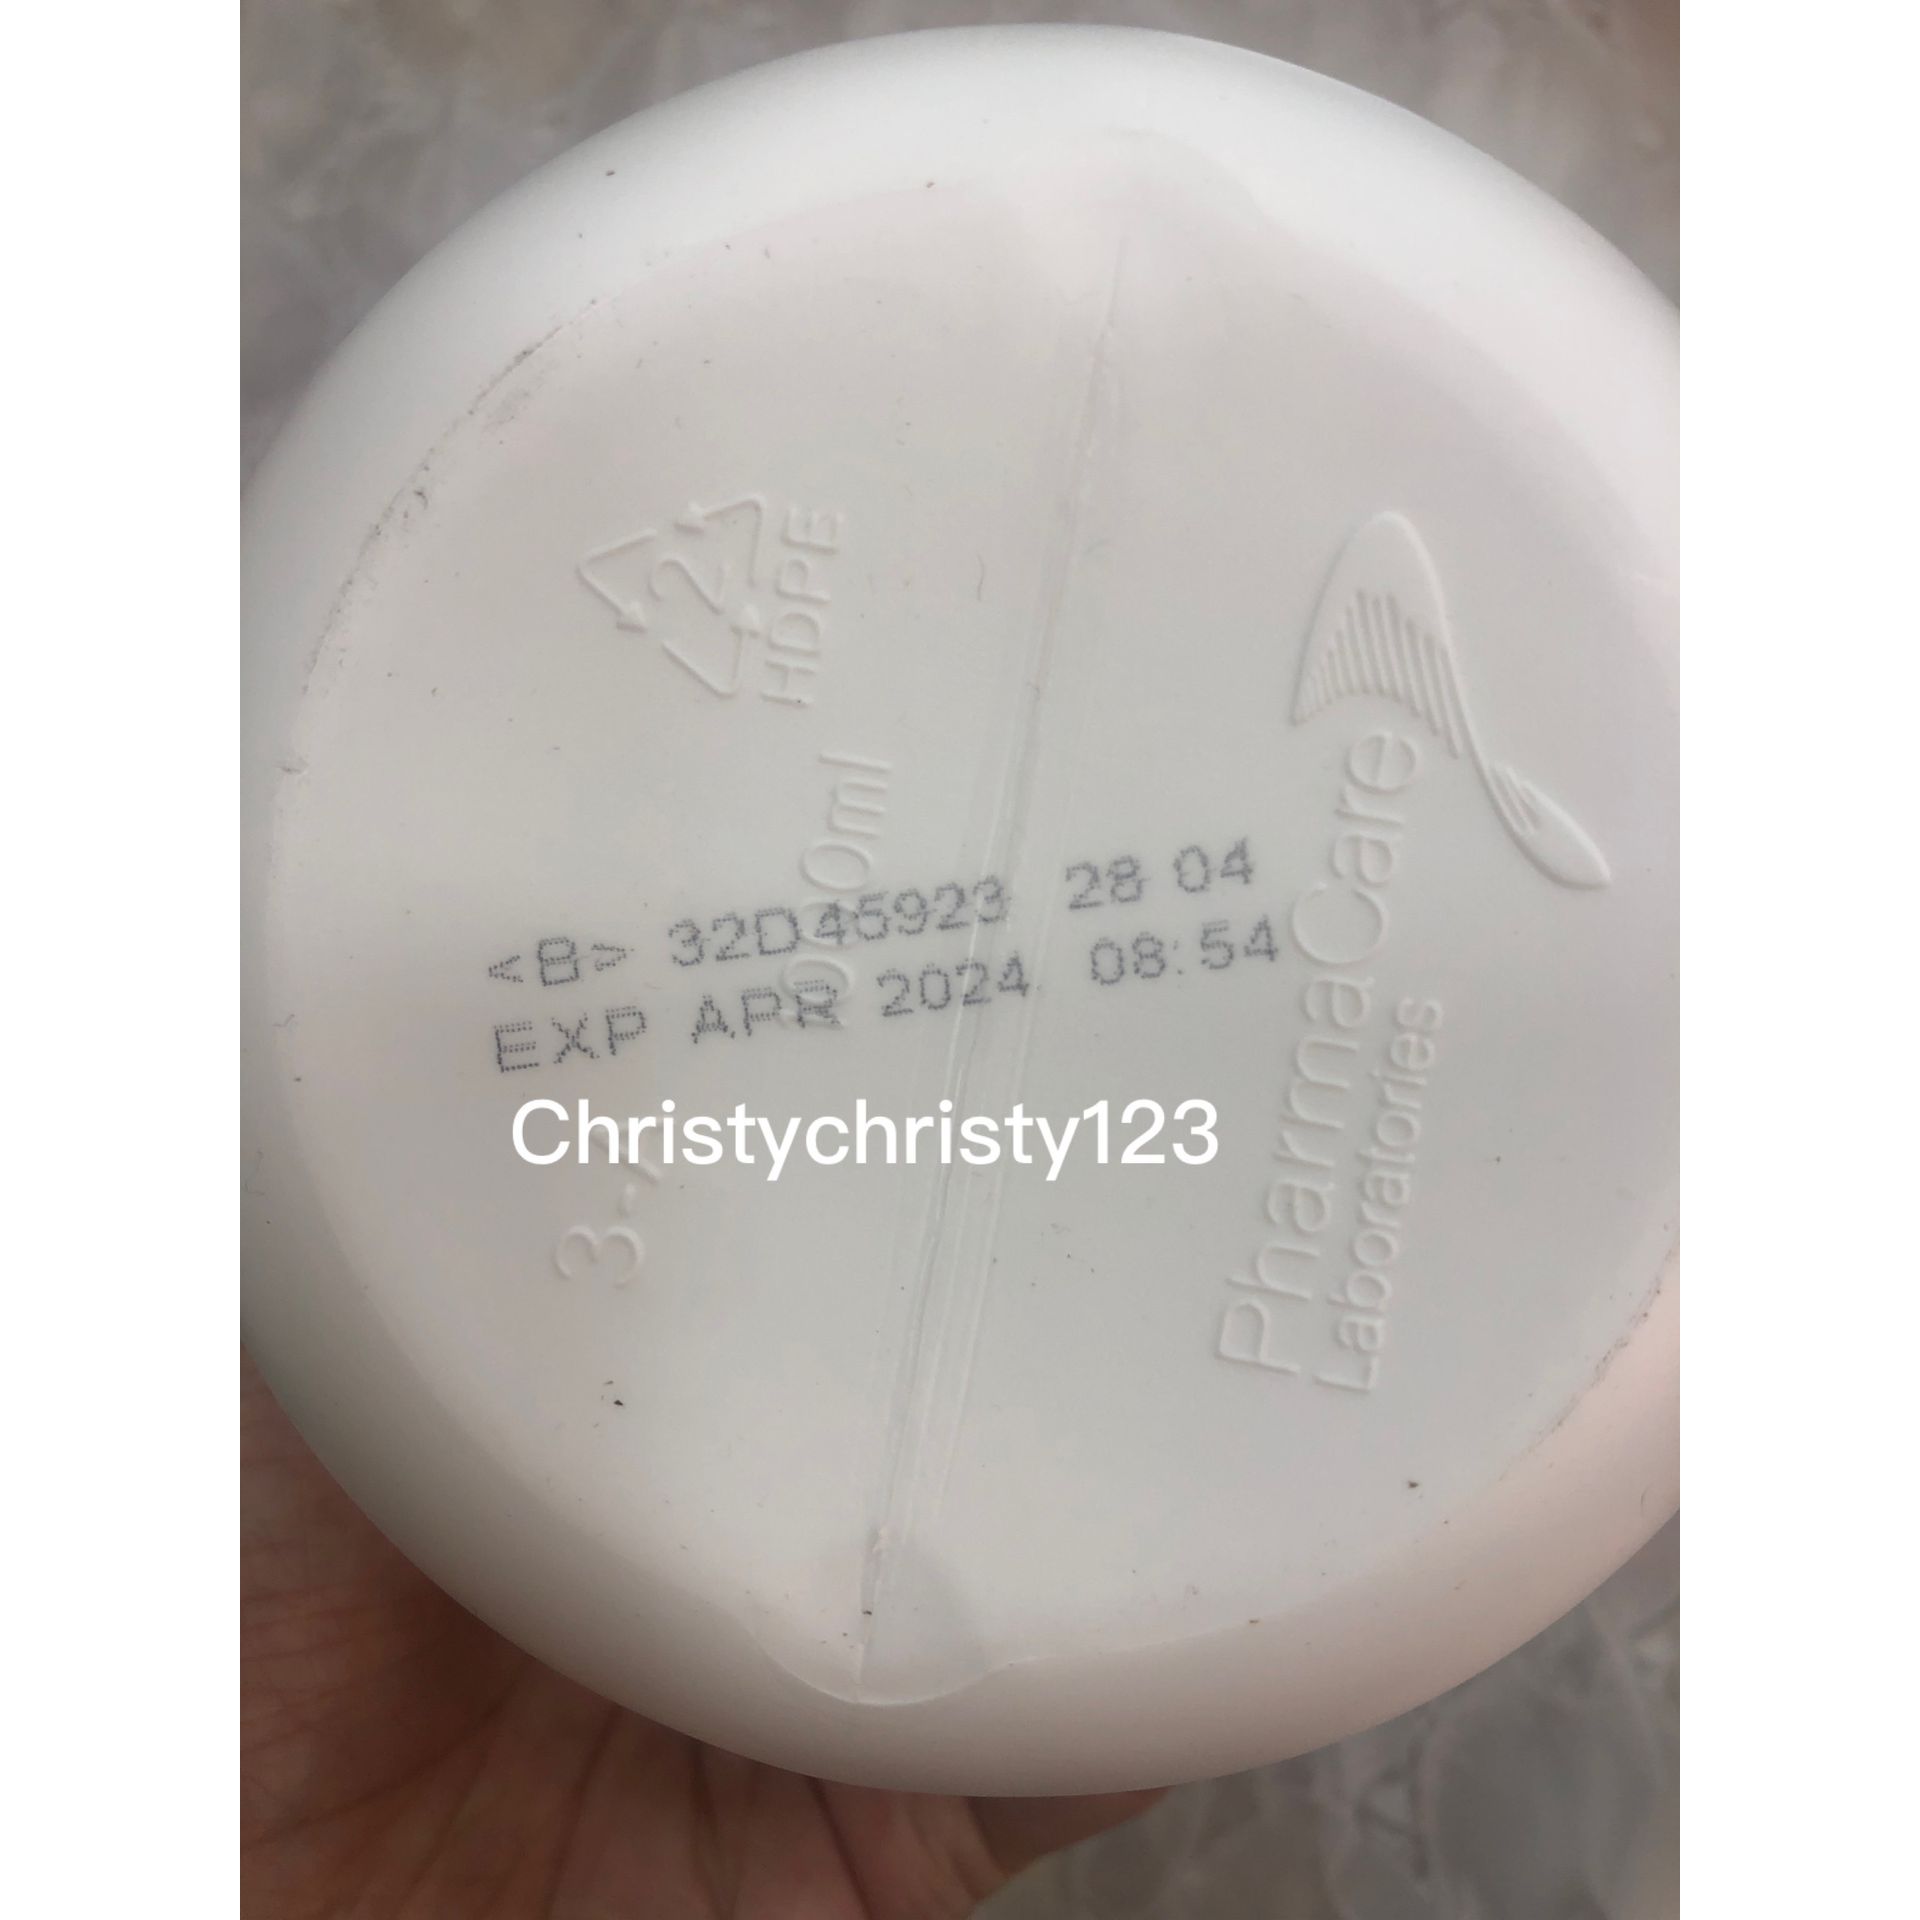 2
HDPE
<B> 32D45923 28 04
EXP APR 2024 08:54
Christychristy123
PharmaCare
Laboratories